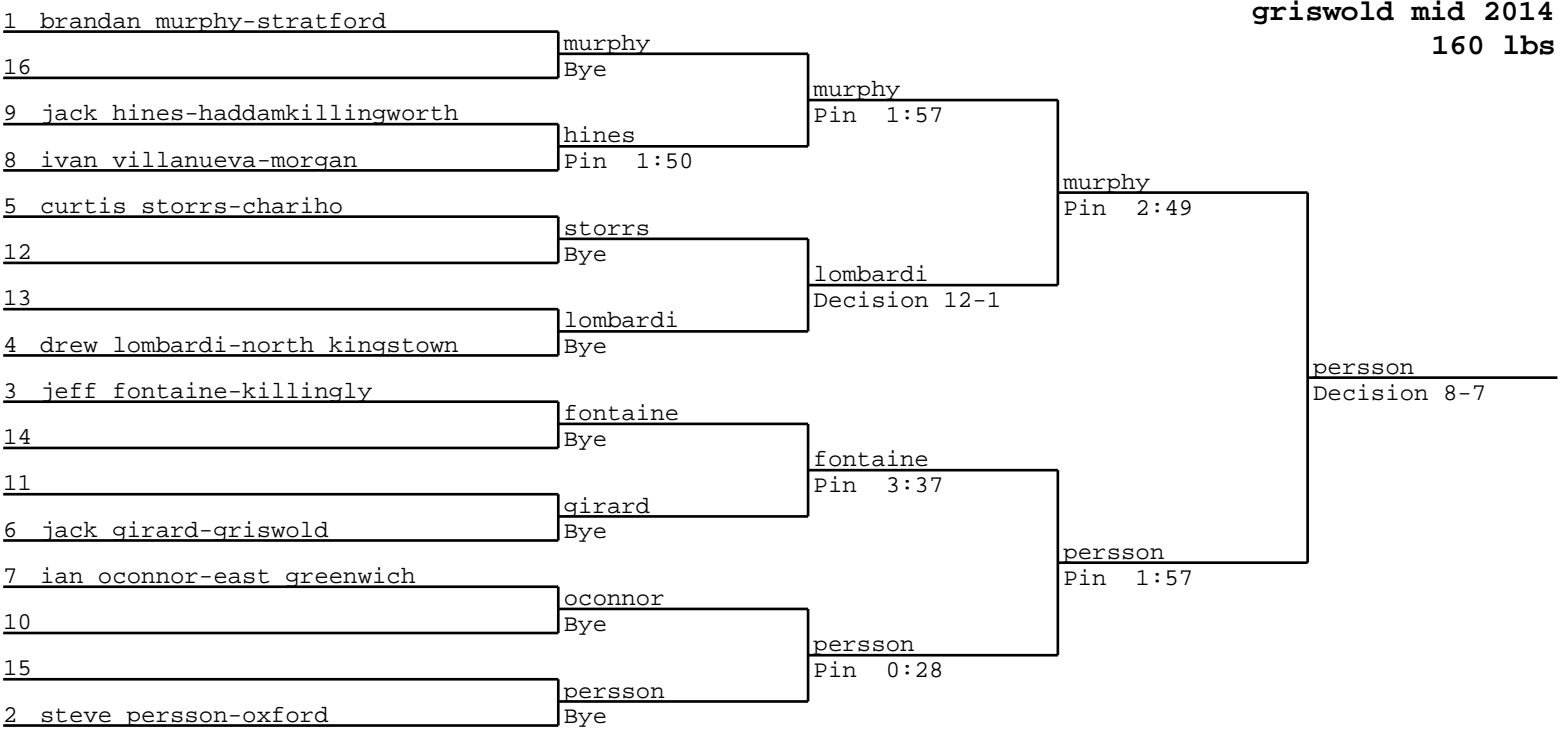 griswold mid 2014
160 lbs
1 brandan murphy-stratford
16
9 jack hines-haddamkillingworth
8 ivan villanueva-morgan
5 curtis storrs-chariho
12
13
4 drew lombardi-north kingstown
3 jeff fontaine-killingly
14
11
6 jack girard-griswold
7 ian oconnor-east greenwich
10
15
2 steve persson-oxford
murphy
Bye
hines
Pin 1:50
storrs
Bye
lombardi
Bye
fontaine
Bye
girard
Bye
oconnor
Bye
persson
Bye
murphy
Pin 1:57
lombardi
Decision 12-1
fontaine
Pin 3:37
persson
Pin 0:28
murphy
Pin 2:49
persson
Pin 1:57
persson
Decision 8-7